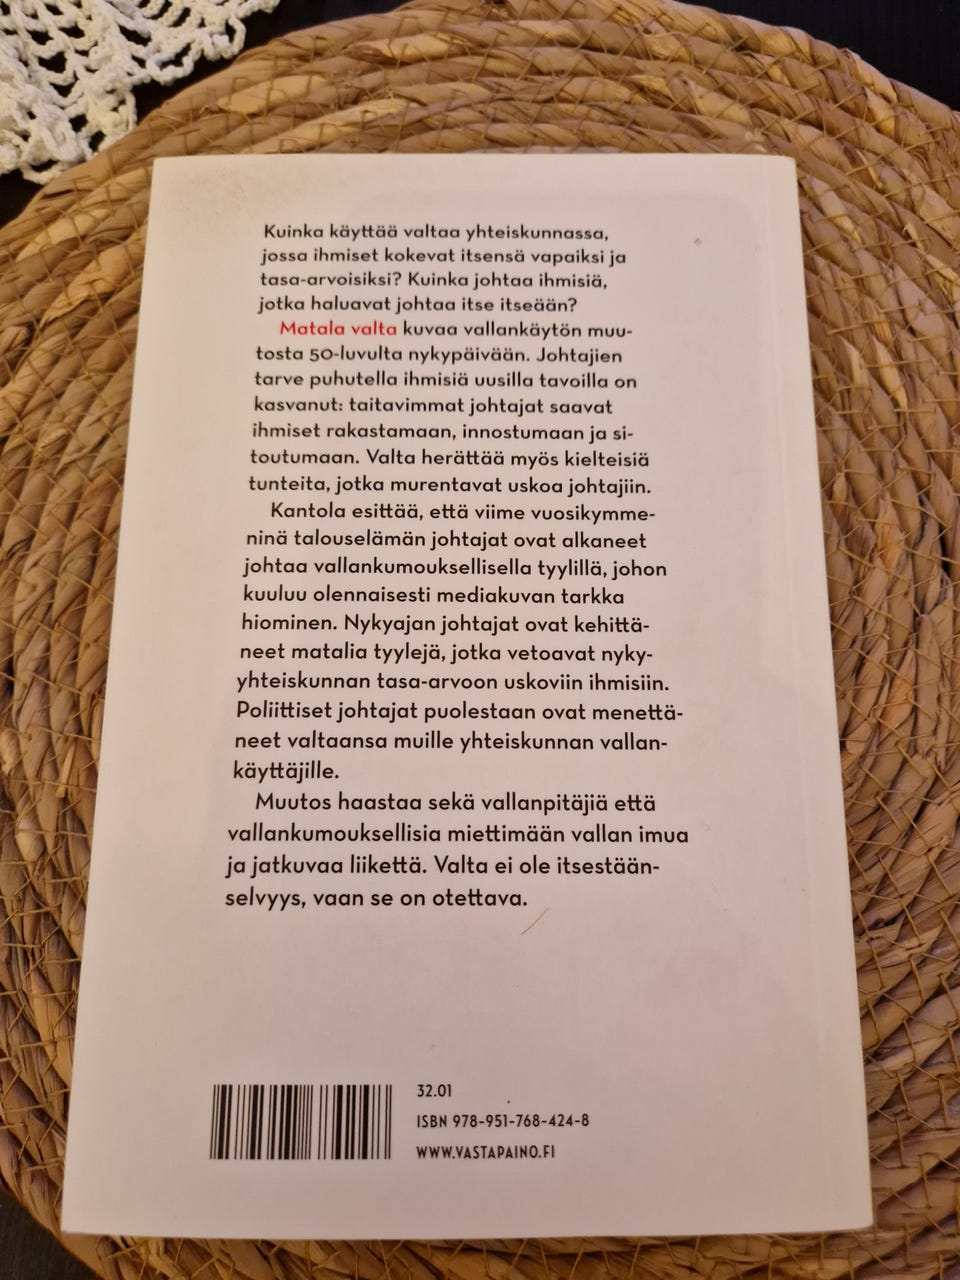 Kuinka käyttää valtaa yhteiskunnassa,
jossa ihmiset kokevat itsensä vapaiksi ja
tasa-arvoisiksi? Kuinka johtaa ihmisiä,
jotka haluavat johtaa itse itseään?
Matala valta kuvaa vallankäytön muu-
tosta 50-luvulta nykypäivään. Johtajien
tarve puhutella ihmisiä uusilla tavoilla on
kasvanut: taitavimmat johtajat saavat
ihmiset rakastamaan, innostumaan ja si-
toutumaan. Valta herättää myös kielteisiä
tunteita, jotka murentavat uskoa johtajiin.
Kantola esittää, että viime vuosikymme-
ninä talouselämän johtajat ovat alkaneet
johtaa vallankumouksellisella tyylillä, johon
kuuluu olennaisesti mediakuvan tarkka
hiominen. Nykyajan johtajat ovat kehittä-
neet matalia tyylejä, jotka vetoavat nyky-
yhteiskunnan tasa-arvoon uskoviin ihmisiin.
Poliittiset johtajat puolestaan ovat menettä-
neet valtaansa muille yhteiskunnan vallan-
käyttäjille.
Muutos haastaa sekä vallanpitäjiä että
vallankumouksellisia miettimään vallan imua
ja jatkuvaa liikettä. Valta ei ole itsestään-
selvyys, vaan se on otettava.
32.01
ISBN 978-951-768-424-8
WWW.VASTAPAINO.FI